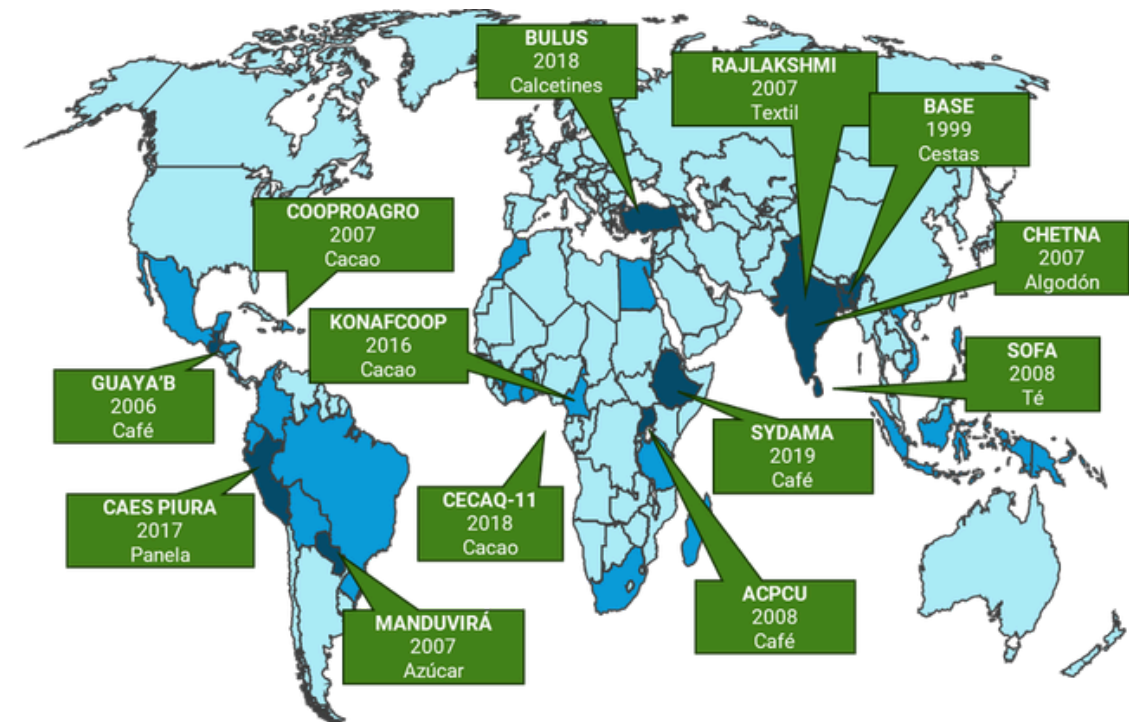 BULUS
2018
Calcetines
RAJLAKSHMI
2007
Textil
BASE
1999
Cestas
COOPROAGRO
2007
Cacao
CHETNA
2007
Algodón
KONAFCOOP
2016
Cacao
SOFA
2008
Té
GUAYA'B
2006
Café
SYDAMA
2019
Café
CAES PIURA
2017
Panela
CECAQ-11
2018
Cacao
ACPCU
2008
Café
MANDUVIRÁ
2007
Azúcar